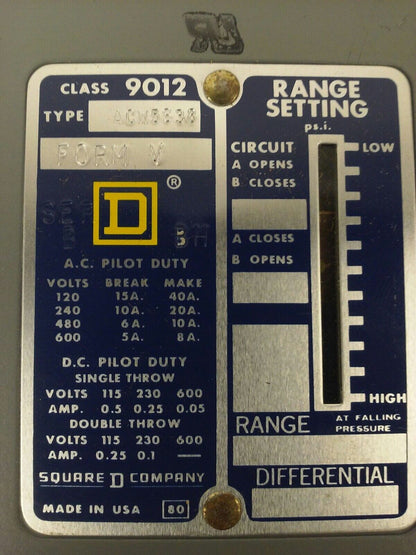 CLASS 9012
TYPE
FORM V
D
®
A.C. PILOT DUTY
VOLTS BREAK MAKE
120 15A. 40A.
240 10A. 20A.
480 6A. 10A.
600 5A. 8A.
D.C. PILOT DUTY
SINGLE THROW
VOLTS 115 230 600
AMP. 0.5 0.25 0.05
DOUBLE THROW
VOLTS 115 230 600
AMP. 0.25 0.1 —
SQUARE D COMPANY
MADE IN USA 80
RANGE
SETTING
p.s.i.
CIRCUIT
A OPENS
B CLOSES
A CLOSES
B OPENS
LOW
HIGH
AT FALLING
PRESSURE
RANGE
DIFFERENTIAL